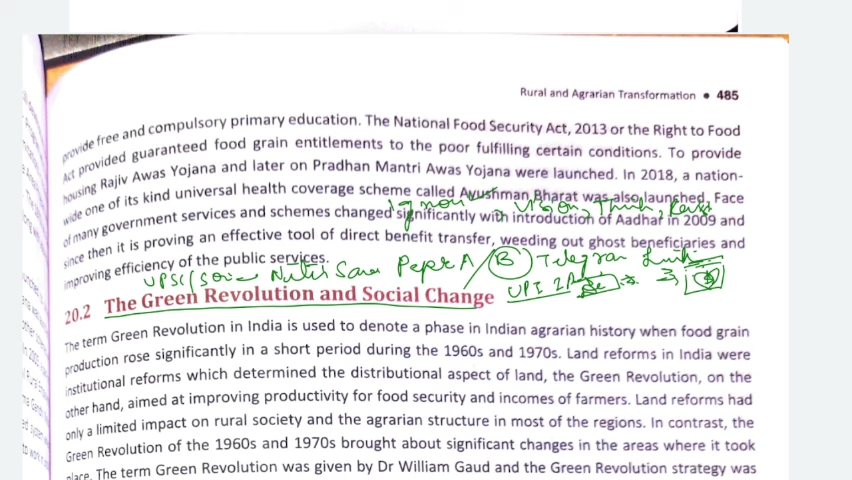 Rural and Agrarian Transformation • 485
provide free and compulsory primary education. The National Food Security Act, 2013 or the Right to Food
Act provided guaranteed food grain entitlements to the poor fulfilling certain conditions. To provide
housing Rajiv Awas Yojana and later on Pradhan Mantri Awas Yojana were launched. In 2018, a nation-
wide one of its kind universal health coverage scheme called Ayushman Bharat was also launched. Face
of many government services and schemes changed significantly with introduction of Aadhar in 2009 and
since then it is proving an effective tool of direct benefit transfer, weeding out ghost beneficiaries and
improving efficiency of the public services.
UPSC/ Paper A / B Telegram Link
20.2 The Green Revolution and Social Change
The term Green Revolution in India is used to denote a phase in Indian agrarian history when food grain
production rose significantly in a short period during the 1960s and 1970s. Land reforms in India were
institutional reforms which determined the distributional aspect of land, the Green Revolution, on the
other hand, aimed at improving productivity for food security and incomes of farmers. Land reforms had
only a limited impact on rural society and the agrarian structure in most of the regions. In contrast, the
Green Revolution of the 1960s and 1970s brought about significant changes in the areas where it took
place. The term Green Revolution was given by Dr William Gaud and the Green Revolution strategy was